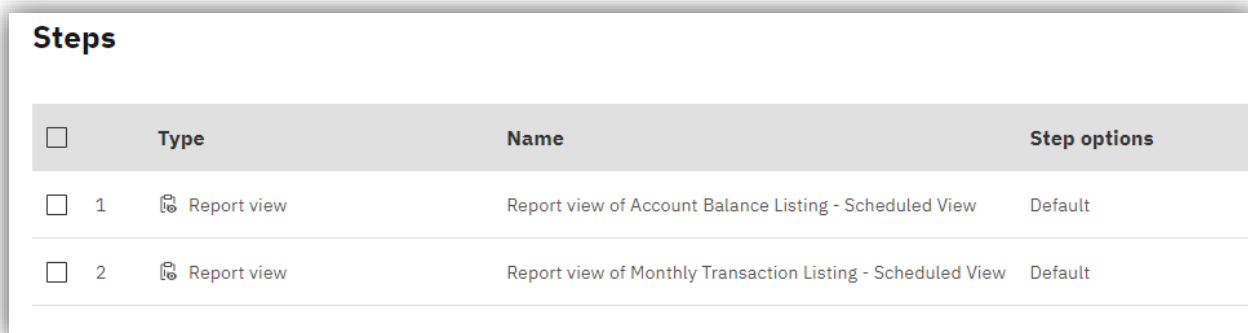 Steps
Type Name Step options
1 Report view Report view of Account Balance Listing - Scheduled View Default
2 Report view Report view of Monthly Transaction Listing - Scheduled View Default